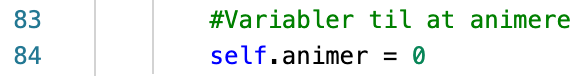 83 #Variabler til at animere
84 self.animer = 0